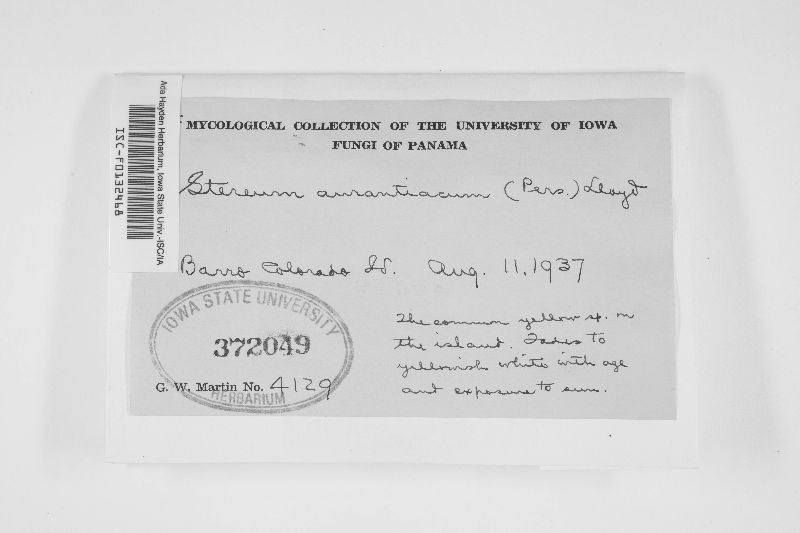 Ada Hayden Herbarium, Iowa State Univ.-ISC/IA
ISC-F0132468
MYCOLOGICAL COLLECTION OF THE UNIVERSITY OF IOWA
FUNGI OF PANAMA
Stereum aurantiacum (Pers.) Lloyd
Barro Colorado Id. Aug. 11, 1937
The common yellow sp. on
the island. Fades to
yellowish white with age
and exposure to sun.
IOWA STATE UNIVERSITY
372049
G. W. Martin No. 4129
HERBARIUM